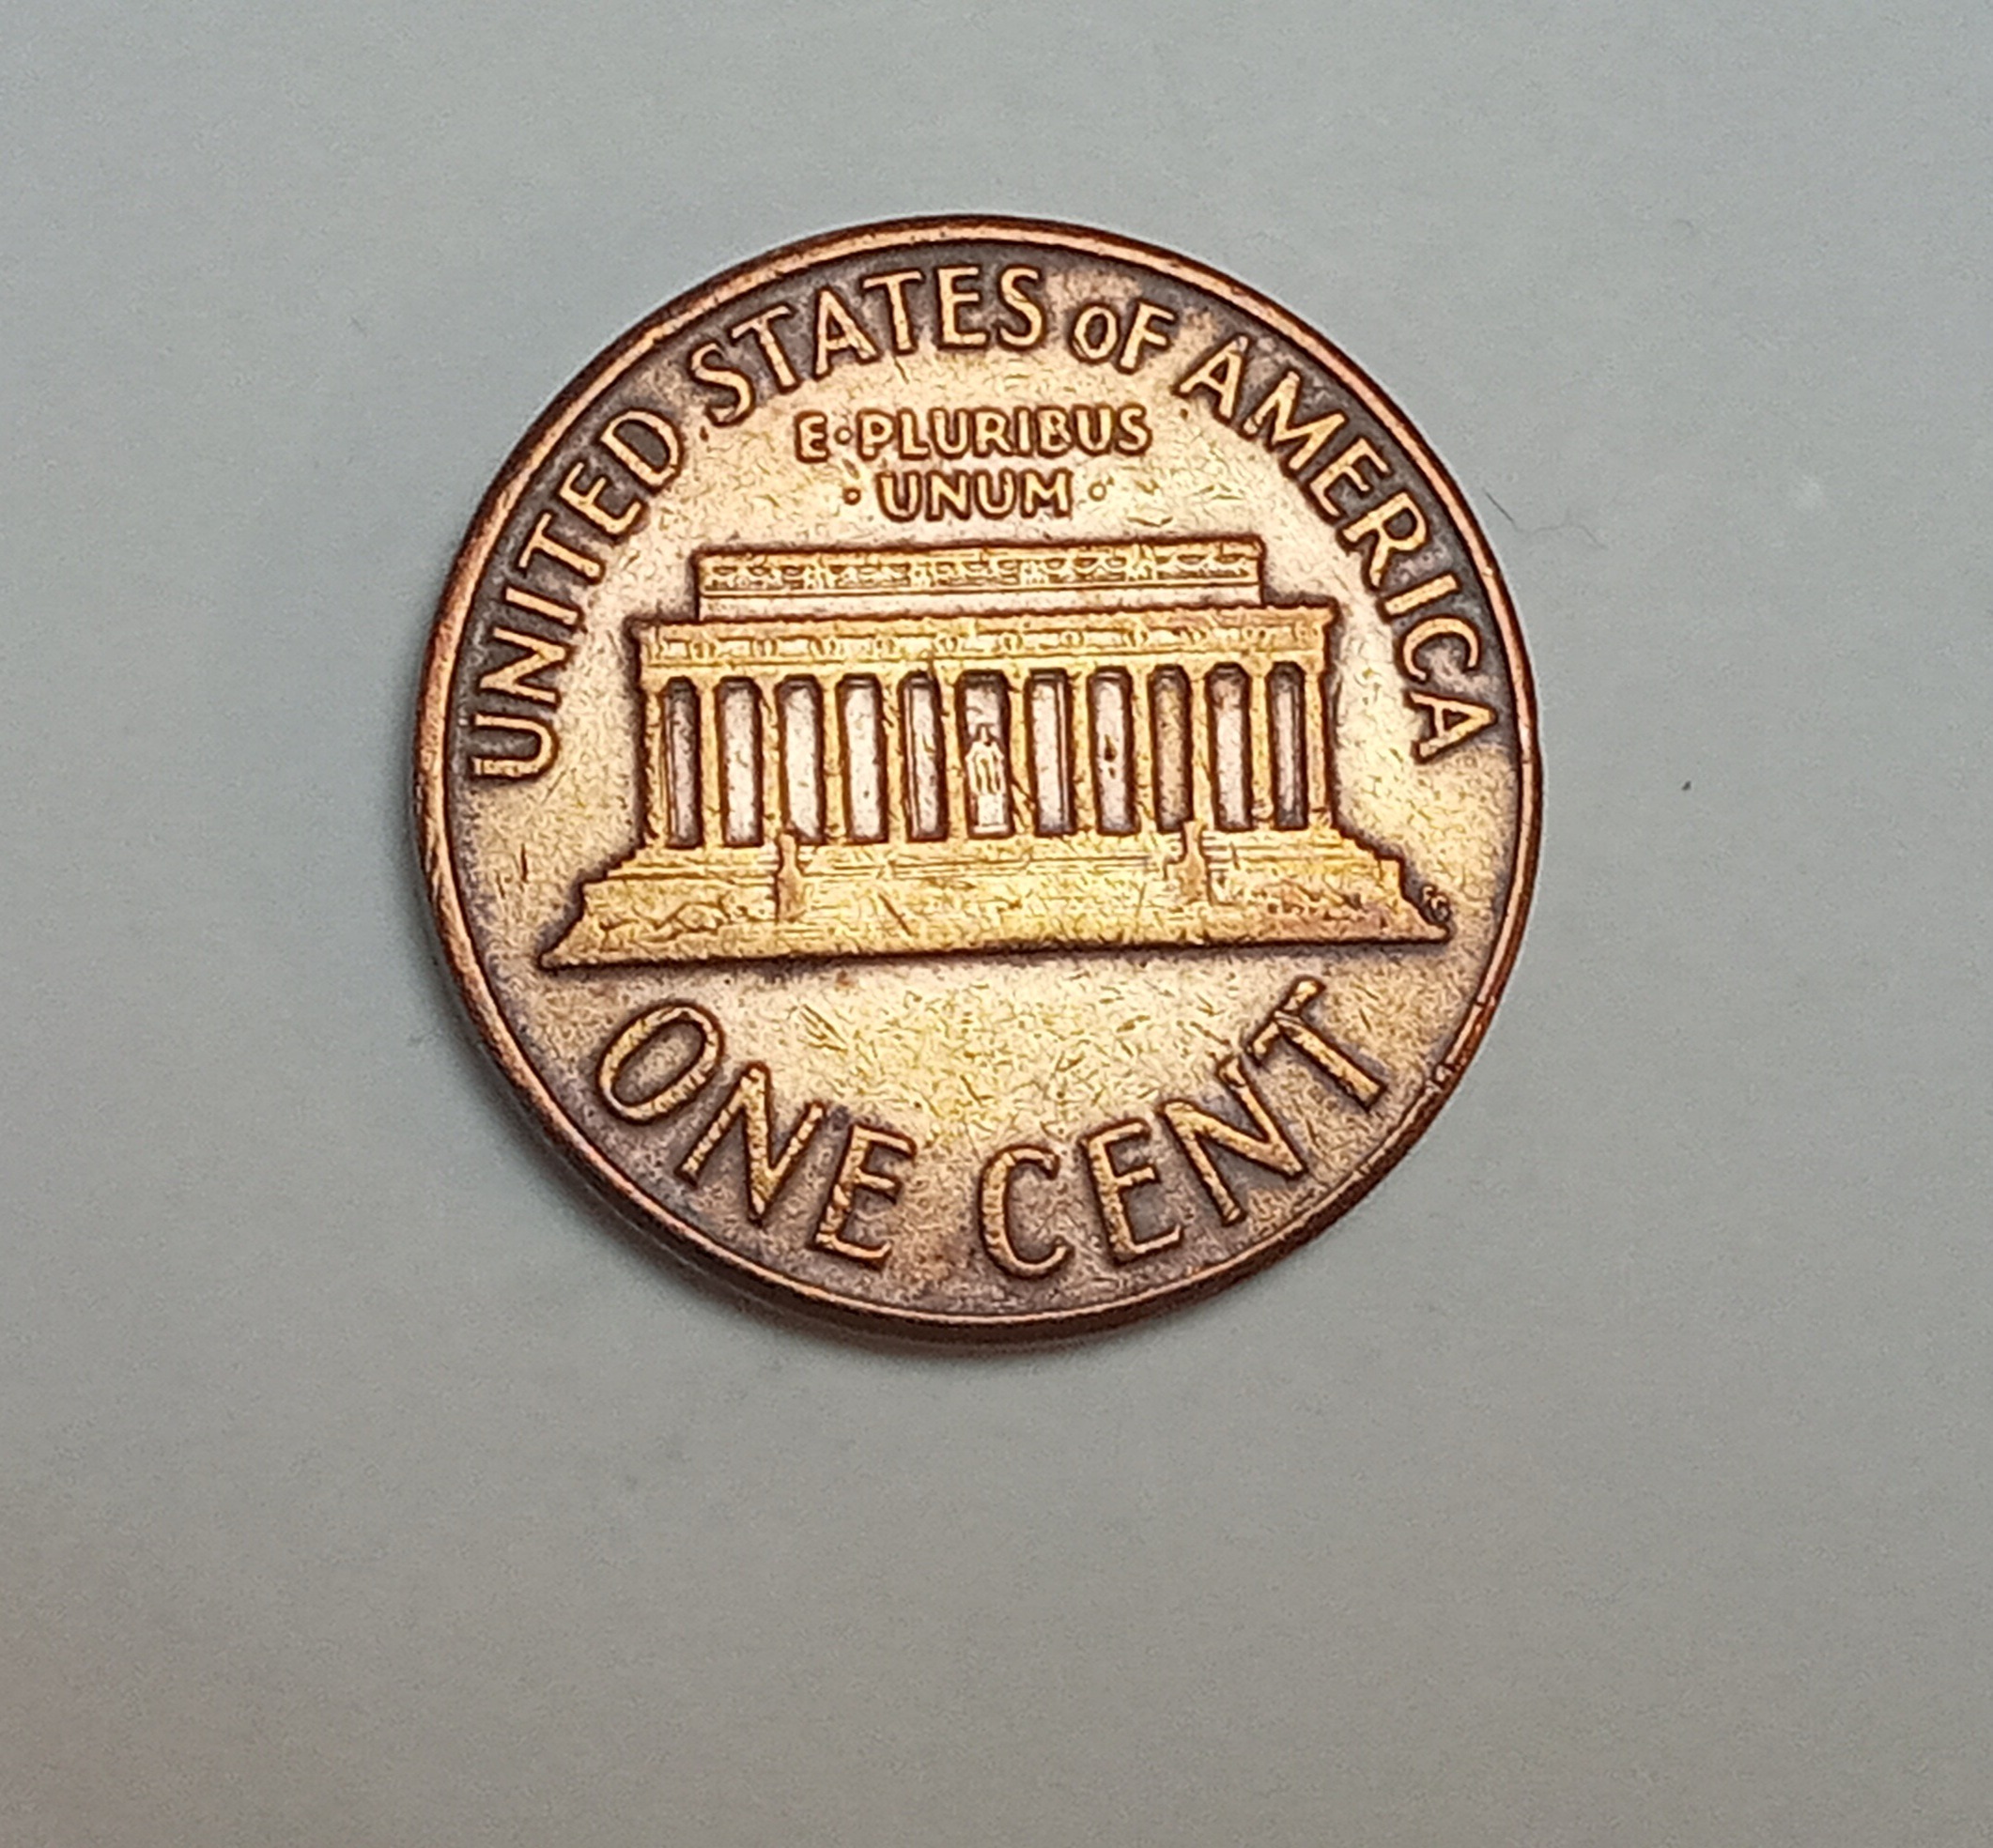 UNITED STATES OF AMERICA
E·PLURIBUS
·UNUM·
ONE CENT